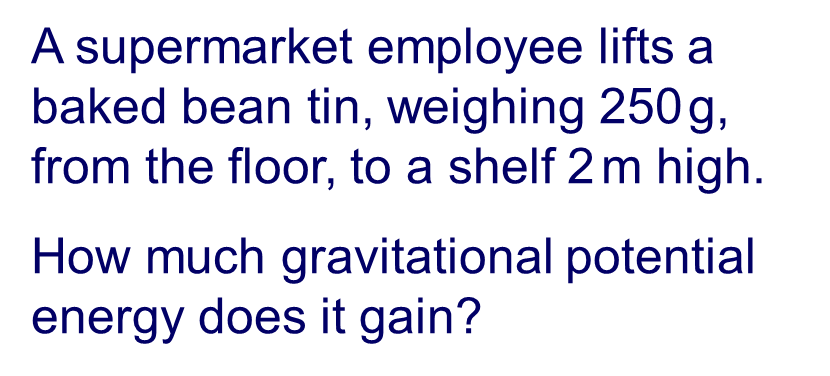 A supermarket employee lifts a
baked bean tin, weighing 250 g,
from the floor, to a shelf 2 m high.
How much gravitational potential
energy does it gain?